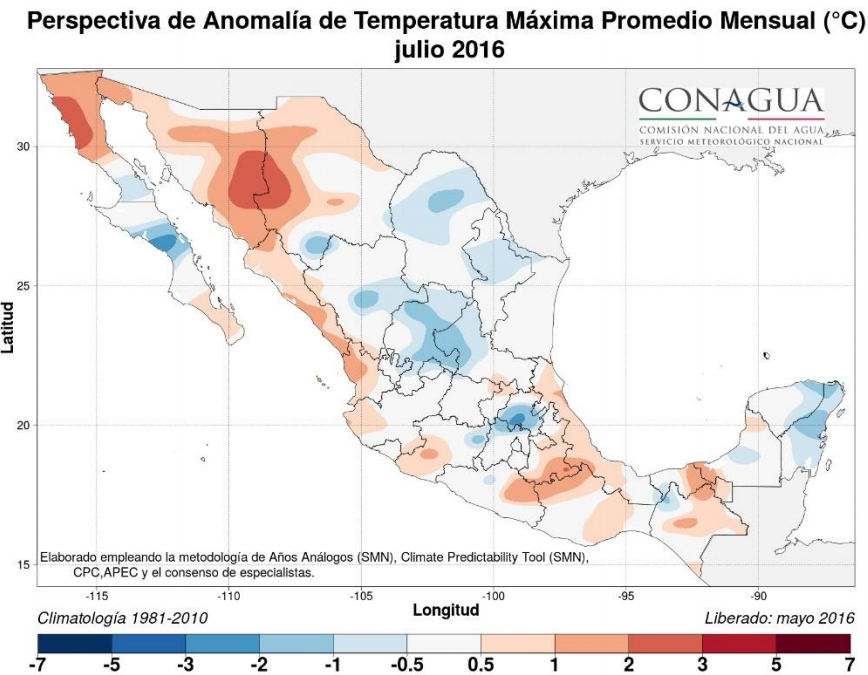 Perspectiva de Anomalía de Temperatura Máxima Promedio Mensual (°C)
julio 2016
CONAGUA
COMISIÓN NACIONAL DEL AGUA
SERVICIO METEOROLÓGICO NACIONAL
30
25
20
15
Latitud
Elaborado empleando la metodología de Años Análogos (SMN), Climate Predictability Tool (SMN),
CPC,APEC y el consenso de especialistas.
-115 -110 -105 -100 -95 -90
Longitud
Climatología 1981-2010 Liberado: mayo 2016
-7 -5 -3 -2 -1 -0.5 0.5 1 2 3 5 7